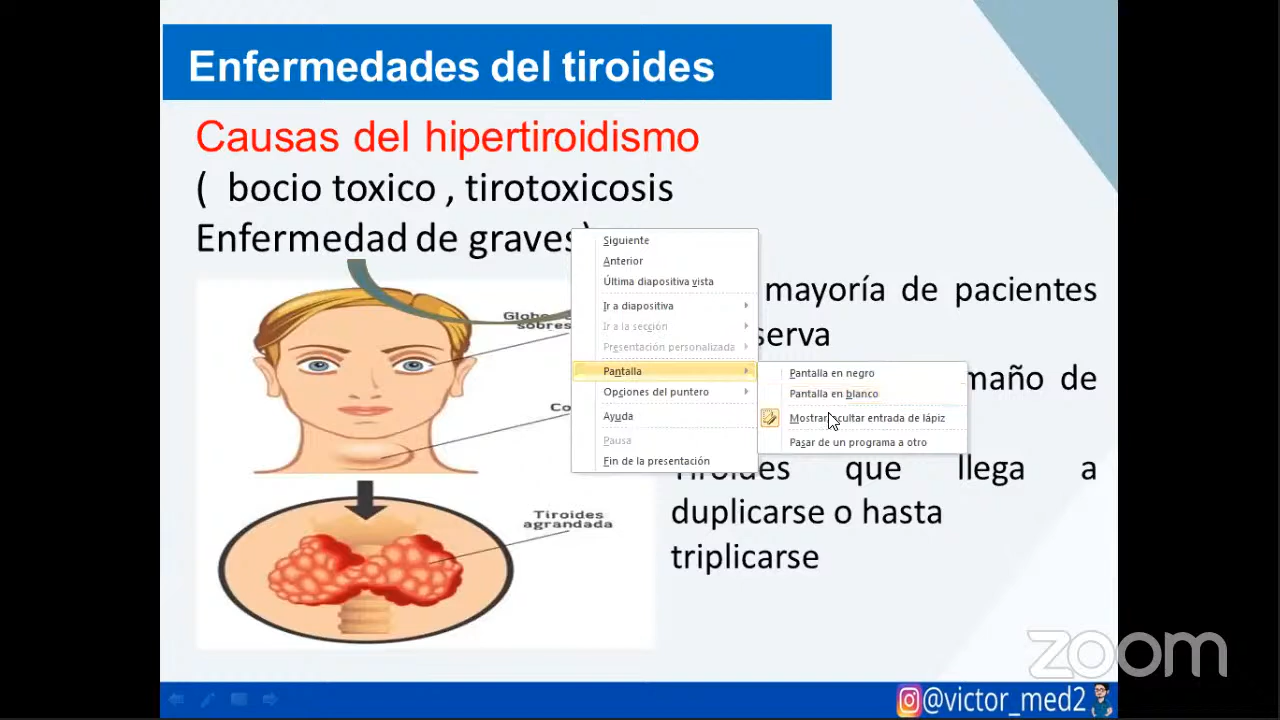 Enfermedades del tiroides
Causas del hipertiroidismo
( bocio toxico , tirotoxicosis
Enfermedad de graves)
Siguiente
Anterior
Última diapositiva vista
Ir a diapositiva
Ir a la sección
Presentación personalizada
Pantalla
Opciones del puntero
Ayuda
Pausa
Fin de la presentación
Pantalla en negro
Pantalla en blanco
Mostrar ocultar entrada de lápiz
Pasar de un programa a otro
mayoría de pacientes
maño de
Tiroides que llega a
duplicarse o hasta
triplicarse
Tiroides
agrandada
zoom
@victor_med2